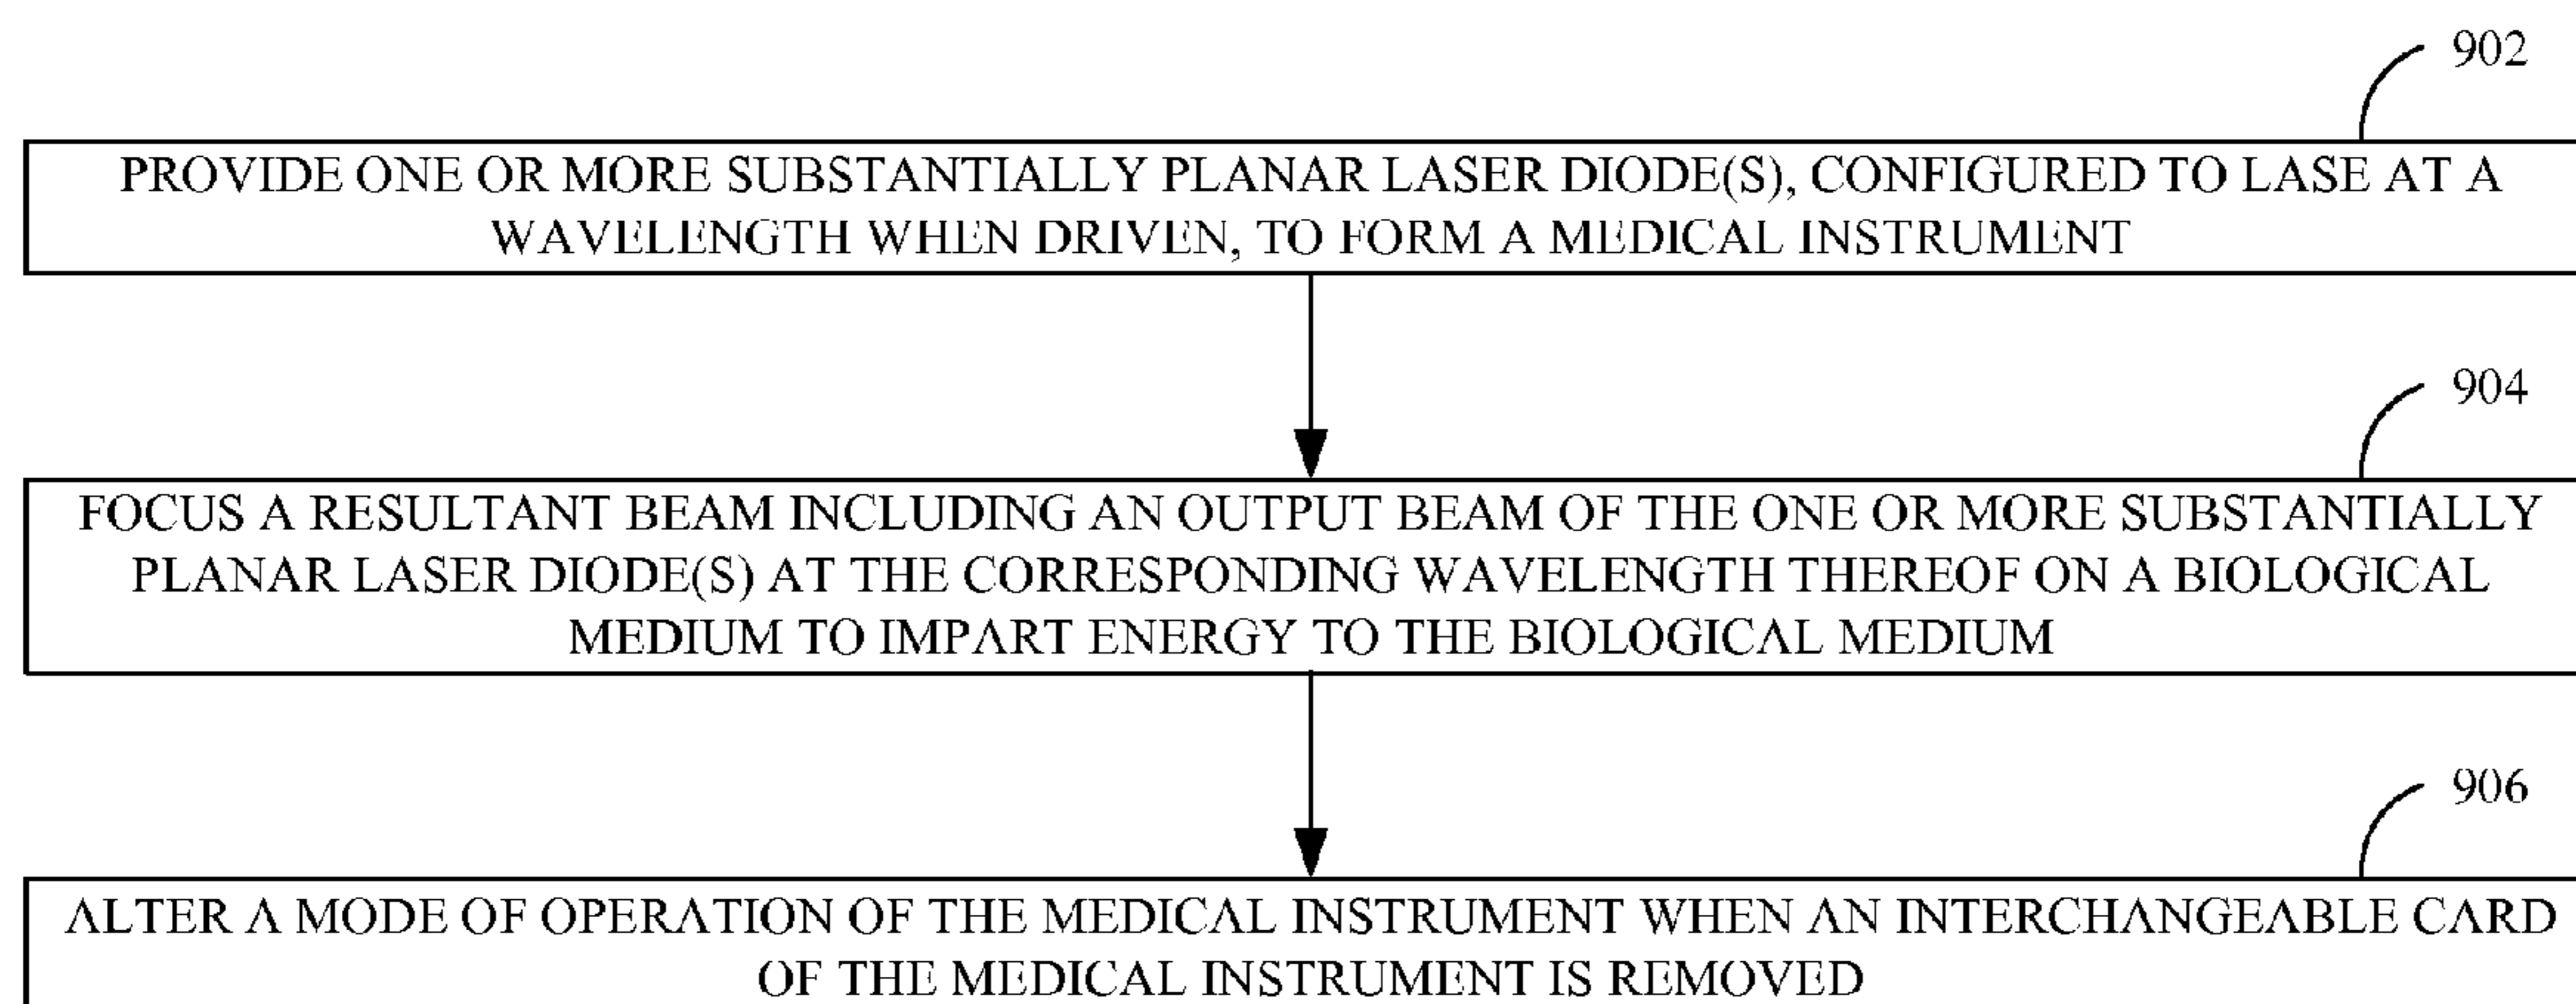 902
PROVIDE ONE OR MORE SUBSTANTIALLY PLANAR LASER DIODE(S), CONFIGURED TO LASE AT A
WAVELENGTH WHEN DRIVEN, TO FORM A MEDICAL INSTRUMENT
904
FOCUS A RESULTANT BEAM INCLUDING AN OUTPUT BEAM OF THE ONE OR MORE SUBSTANTIALLY
PLANAR LASER DIODE(S) AT THE CORRESPONDING WAVELENGTH THEREOF ON A BIOLOGICAL
MEDIUM TO IMPART ENERGY TO THE BIOLOGICAL MEDIUM
906
ALTER A MODE OF OPERATION OF THE MEDICAL INSTRUMENT WHEN AN INTERCHANGEABLE CARD
OF THE MEDICAL INSTRUMENT IS REMOVED